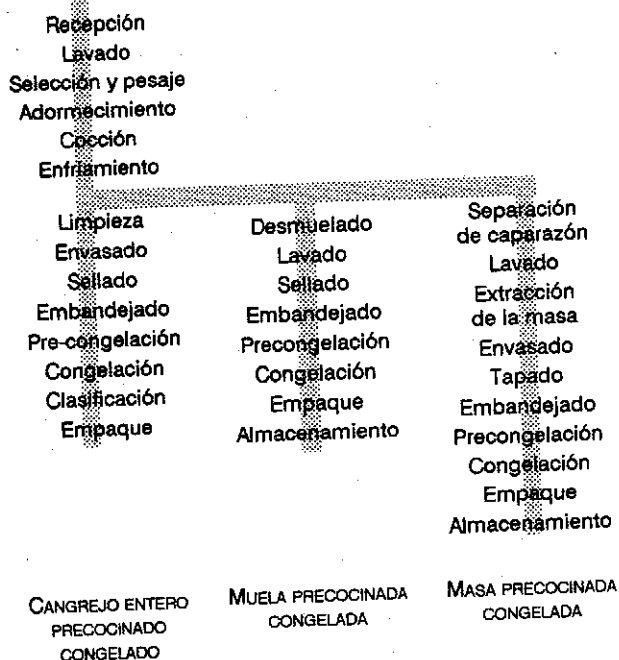 Recepción
Lavado
Selección y pesaje
Adormecimiento
Cocción
Enfriamiento
Limpieza
Envasado
Sellado
Embandejado
Pre-congelación
Congelación
Clasificación
Empaque
CANGREJO ENTERO
PRECOCINADO
CONGELADO
Desmuelado
Lavado
Sellado
Embandejado
Precongelación
Congelación
Empaque
Almacenamiento
MUELA PRECOCINADA
CONGELADA
Separación
de caparazón
Lavado
Extracción
de la masa
Envasado
Tapado
Embandejado
Precongelación
Congelación
Empaque
Almacenamiento
MASA PRECOCINADA
CONGELADA